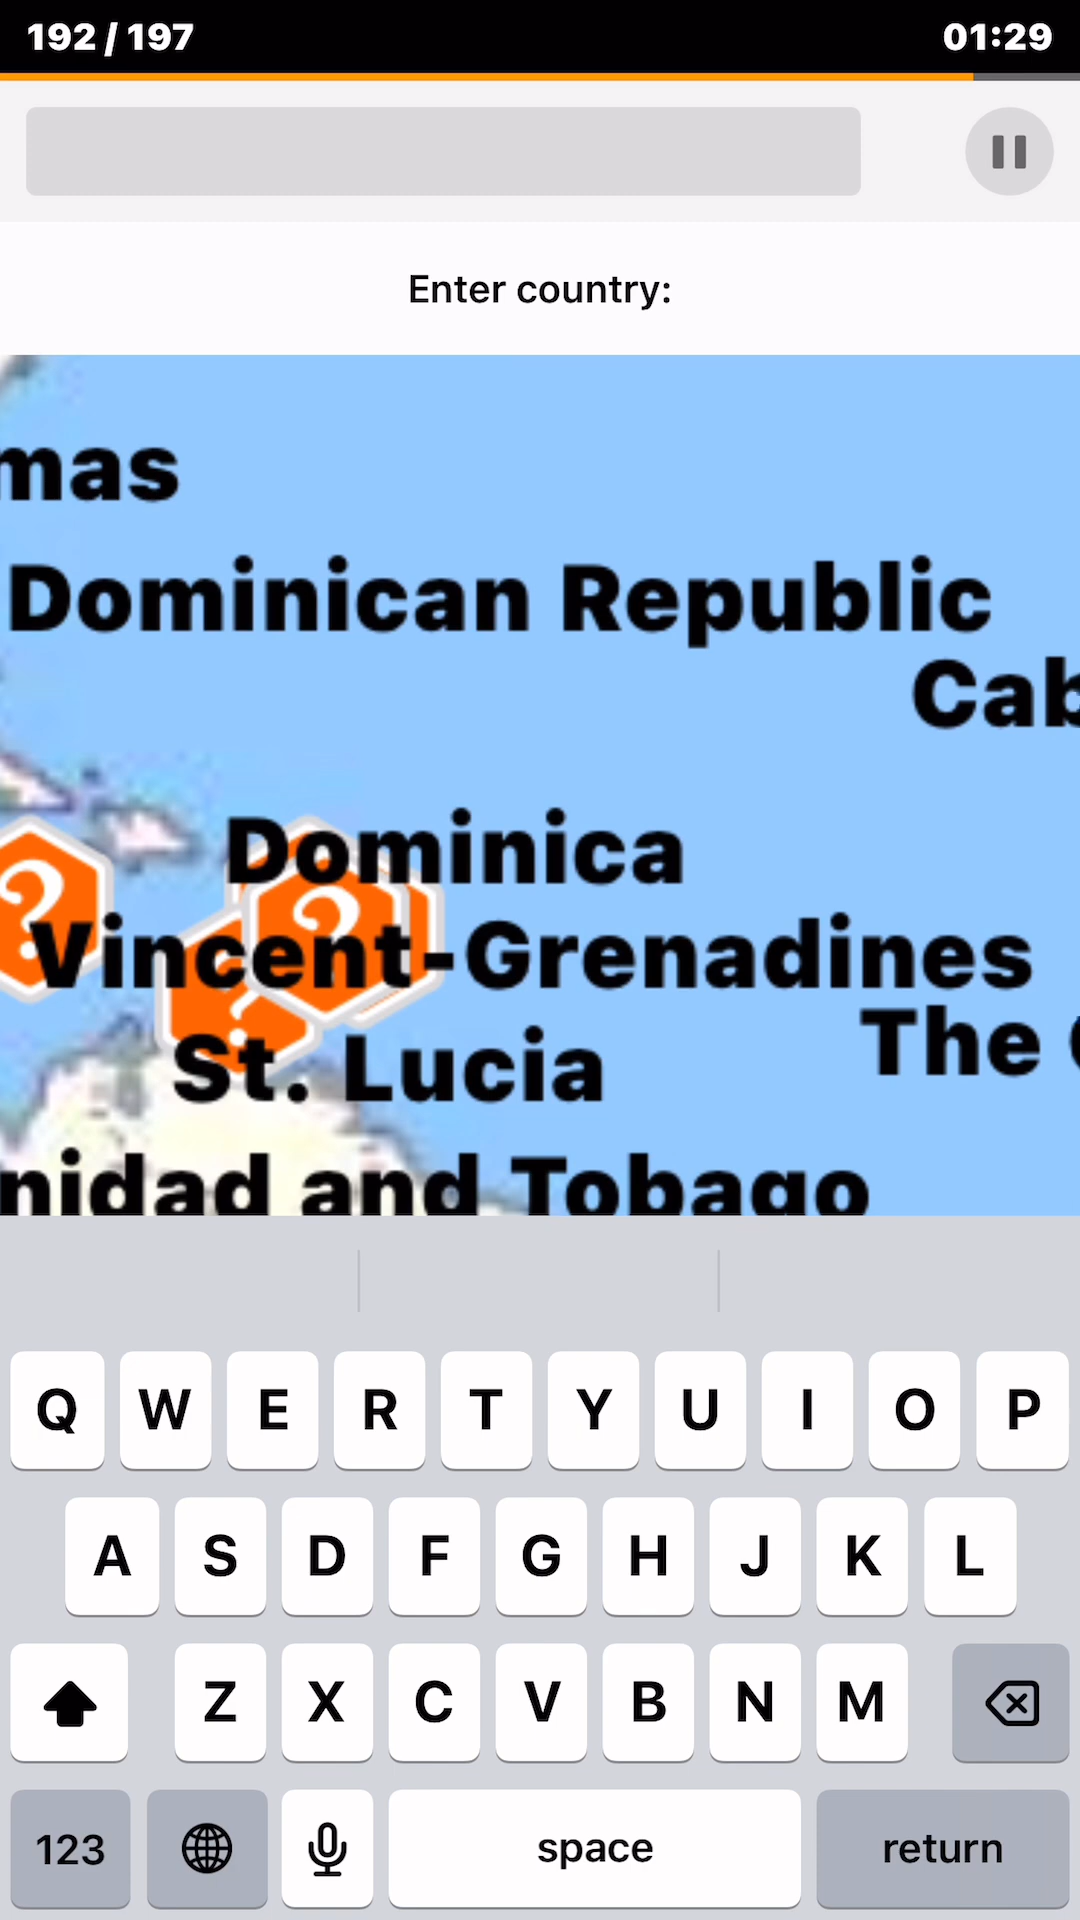 192 / 197
01:29
Enter country:
mas
Dominican Republic
Cab
Dominica
?
?
Vincent-Grenadines
?
The
St. Lucia
nidad and Tobago
Q W E R T Y U I O P
A S D F G H J K L
Z X C V B N M
123
space
return